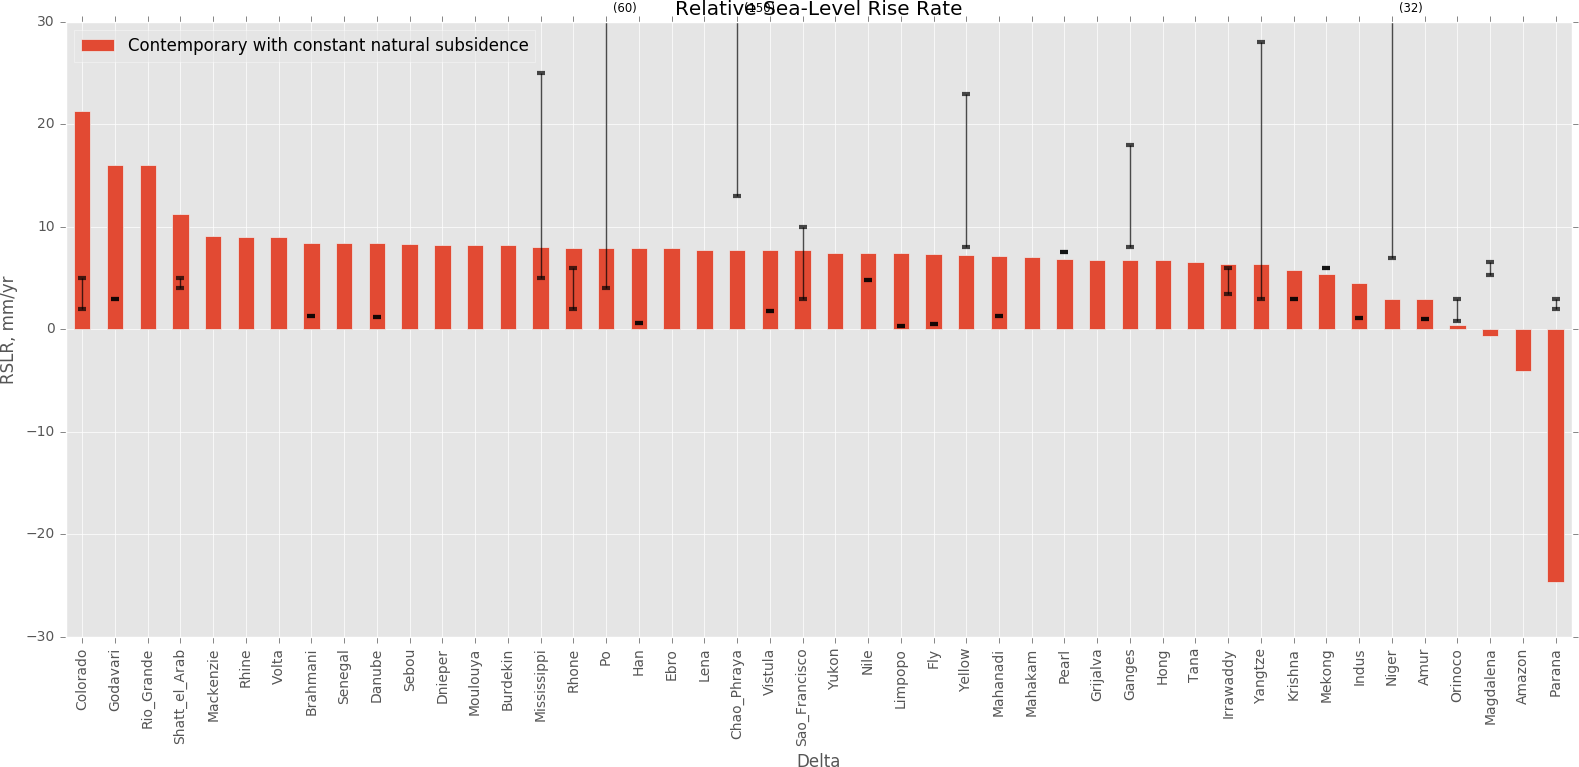 Relative Sea-Level Rise Rate
(60)
(150)
(32)
Contemporary with constant natural subsidence
RSLR, mm/yr
30
20
10
0
−10
−20
−30
Colorado
Godavari
Rio_Grande
Shatt_el_Arab
Mackenzie
Rhine
Volta
Brahmani
Senegal
Danube
Sebou
Dnieper
Moulouya
Burdekin
Mississippi
Rhone
Po
Han
Ebro
Lena
Chao_Phraya
Vistula
Sao_Francisco
Yukon
Nile
Limpopo
Fly
Yellow
Mahanadi
Mahakam
Pearl
Grijalva
Ganges
Hong
Tana
Irrawaddy
Yangtze
Krishna
Mekong
Indus
Niger
Amur
Orinoco
Magdalena
Amazon
Parana
Delta